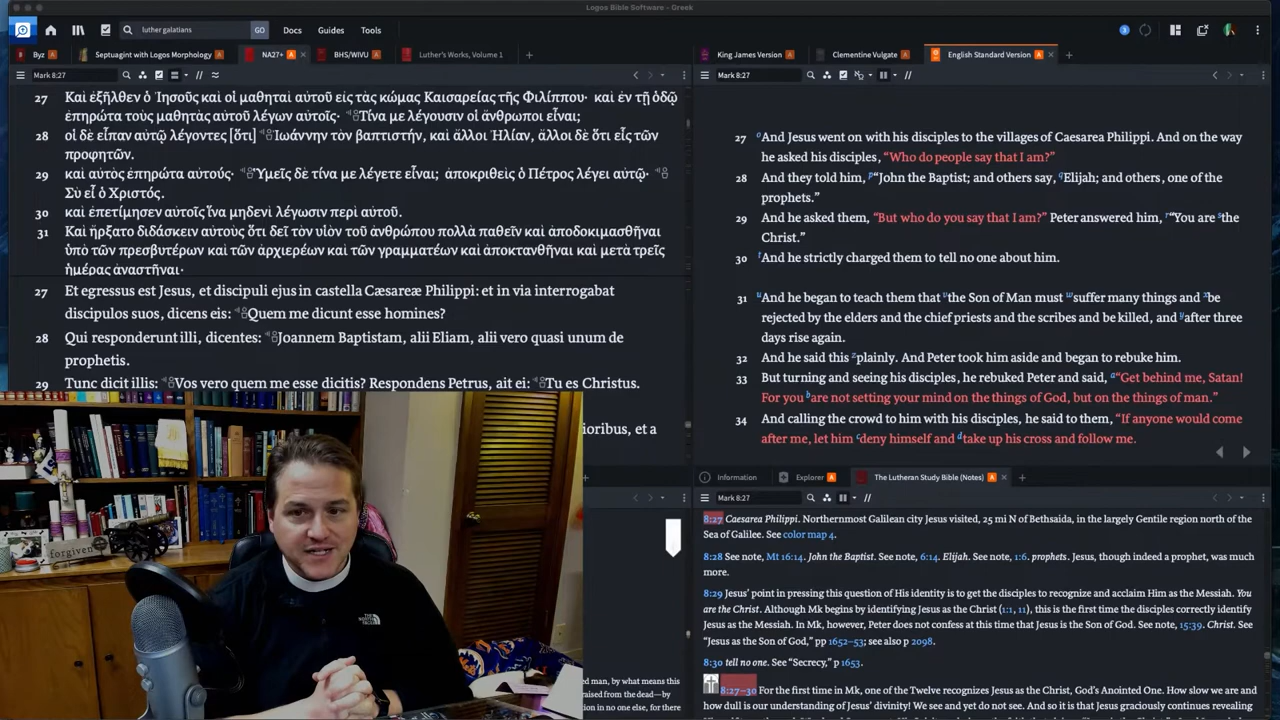 Logos Bible Software - Greek
luther galatians
GO
Docs
Guides
Tools
3
Byz A
Septuagint with Logos Morphology A
NA27+ A
BHS/WIVU A
Luther's Works, Volume 1
Mark 8:27
27 Καὶ ἐξῆλθεν ὁ Ἰησοῦς καὶ οἱ μαθηταὶ αὐτοῦ εἰς τὰς κώμας Καισαρείας τῆς Φιλίππου· καὶ ἐν τῇ ὁδῷ
ἐπηρώτα τοὺς μαθητὰς αὐτοῦ λέγων αὐτοῖς· Τίνα με λέγουσιν οἱ ἄνθρωποι εἶναι;
28 οἱ δὲ εἶπαν αὐτῷ λέγοντες [ὅτι] Ἰωάννην τὸν βαπτιστήν, καὶ ἄλλοι Ἠλίαν, ἄλλοι δὲ ὅτι εἷς τῶν
προφητῶν.
29 καὶ αὐτὸς ἐπηρώτα αὐτούς· Ὑμεῖς δὲ τίνα με λέγετε εἶναι; ἀποκριθεὶς ὁ Πέτρος λέγει αὐτῷ·
Σὺ εἶ ὁ Χριστός.
30 καὶ ἐπετίμησεν αὐτοῖς ἵνα μηδενὶ λέγωσιν περὶ αὐτοῦ.
31 Καὶ ἤρξατο διδάσκειν αὐτοὺς ὅτι δεῖ τὸν υἱὸν τοῦ ἀνθρώπου πολλὰ παθεῖν καὶ ἀποδοκιμασθῆναι
ὑπὸ τῶν πρεσβυτέρων καὶ τῶν ἀρχιερέων καὶ τῶν γραμματέων καὶ ἀποκτανθῆναι καὶ μετὰ τρεῖς
ἡμέρας ἀναστῆναι·
27 Et egressus est Jesus, et discipuli ejus in castella Cæsareæ Philippi: et in via interrogabat
discipulos suos, dicens eis: Quem me dicunt esse homines?
28 Qui responderunt illi, dicentes: Joannem Baptistam, alii Eliam, alii vero quasi unum de
prophetis.
29 Tunc dicit illis: Vos vero quem me esse dicitis? Respondens Petrus, ait ei: Tu es Christus.
ioribus, et a
forgiven
THE
NORTH
FACE
ed man, by what means this
raised from the dead—by
ion in no one else, for there
King James Version A
Clementine Vulgate A
English Standard Version A
Mark 8:27
27 o And Jesus went on with his disciples to the villages of Caesarea Philippi. And on the way
he asked his disciples, “Who do people say that I am?”
28 And they told him, p “John the Baptist; and others say, q Elijah; and others, one of the
prophets.”
29 And he asked them, “But who do you say that I am?” Peter answered him, r “You are s the
Christ.”
30 t And he strictly charged them to tell no one about him.
31 u And he began to teach them that v the Son of Man must w suffer many things and x be
rejected by the elders and the chief priests and the scribes and be killed, and y after three
days rise again.
32 And he said this z plainly. And Peter took him aside and began to rebuke him.
33 But turning and seeing his disciples, he rebuked Peter and said, a “Get behind me, Satan!
For you b are not setting your mind on the things of God, but on the things of man.”
34 And calling the crowd to him with his disciples, he said to them, “If anyone would come
after me, let him c deny himself and d take up his cross and follow me.
Information
Explorer A
The Lutheran Study Bible (Notes) A
Mark 8:27
8:27 Caesarea Philippi. Northernmost Galilean city Jesus visited, 25 mi N of Bethsaida, in the largely Gentile region north of the
Sea of Galilee. See color map 4.
8:28 See note, Mt 16:14. John the Baptist. See note, 6:14. Elijah. See note, 1:6. prophets. Jesus, though indeed a prophet, was much
more.
8:29 Jesus’ point in pressing this question of His identity is to get the disciples to recognize and acclaim Him as the Messiah. You
are the Christ. Although Mk begins by identifying Jesus as the Christ (1:1, 11), this is the first time the disciples correctly identify
Jesus as the Messiah. In Mk, however, Peter does not confess at this time that Jesus is the Son of God. See note, 15:39. Christ. See
“Jesus as the Son of God,” pp 1652–53; see also p 2098.
8:30 tell no one. See “Secrecy,” p 1653.
8:27–30 For the first time in Mk, one of the Twelve recognizes Jesus as the Christ, God’s Anointed One. How slow we are and
how dull is our understanding of Jesus’ divinity! We see and yet do not see. And so it is that Jesus graciously continues revealing